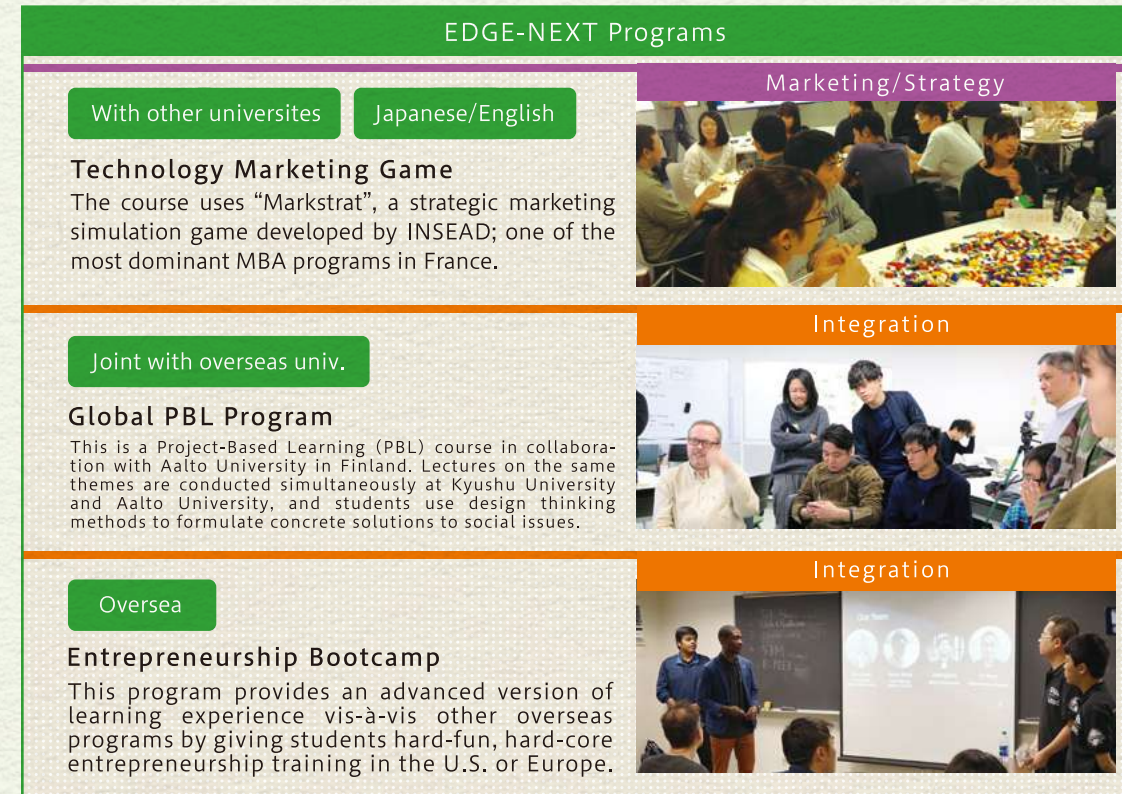 EDGE-NEXT Programs
Marketing/Strategy
With other universites
Japanese/English
Technology Marketing Game
The course uses “Markstrat”, a strategic marketing
simulation game developed by INSEAD; one of the
most dominant MBA programs in France.
Integration
Joint with overseas univ.
Global PBL Program
This is a Project-Based Learning (PBL) course in collabora-
tion with Aalto University in Finland. Lectures on the same
themes are conducted simultaneously at Kyushu University
and Aalto University, and students use design thinking
methods to formulate concrete solutions to social issues.
Integration
Oversea
Entrepreneurship Bootcamp
This program provides an advanced version of
learning experience vis-à-vis other overseas
programs by giving students hard-fun, hard-core
entrepreneurship training in the U.S. or Europe.
Our Team